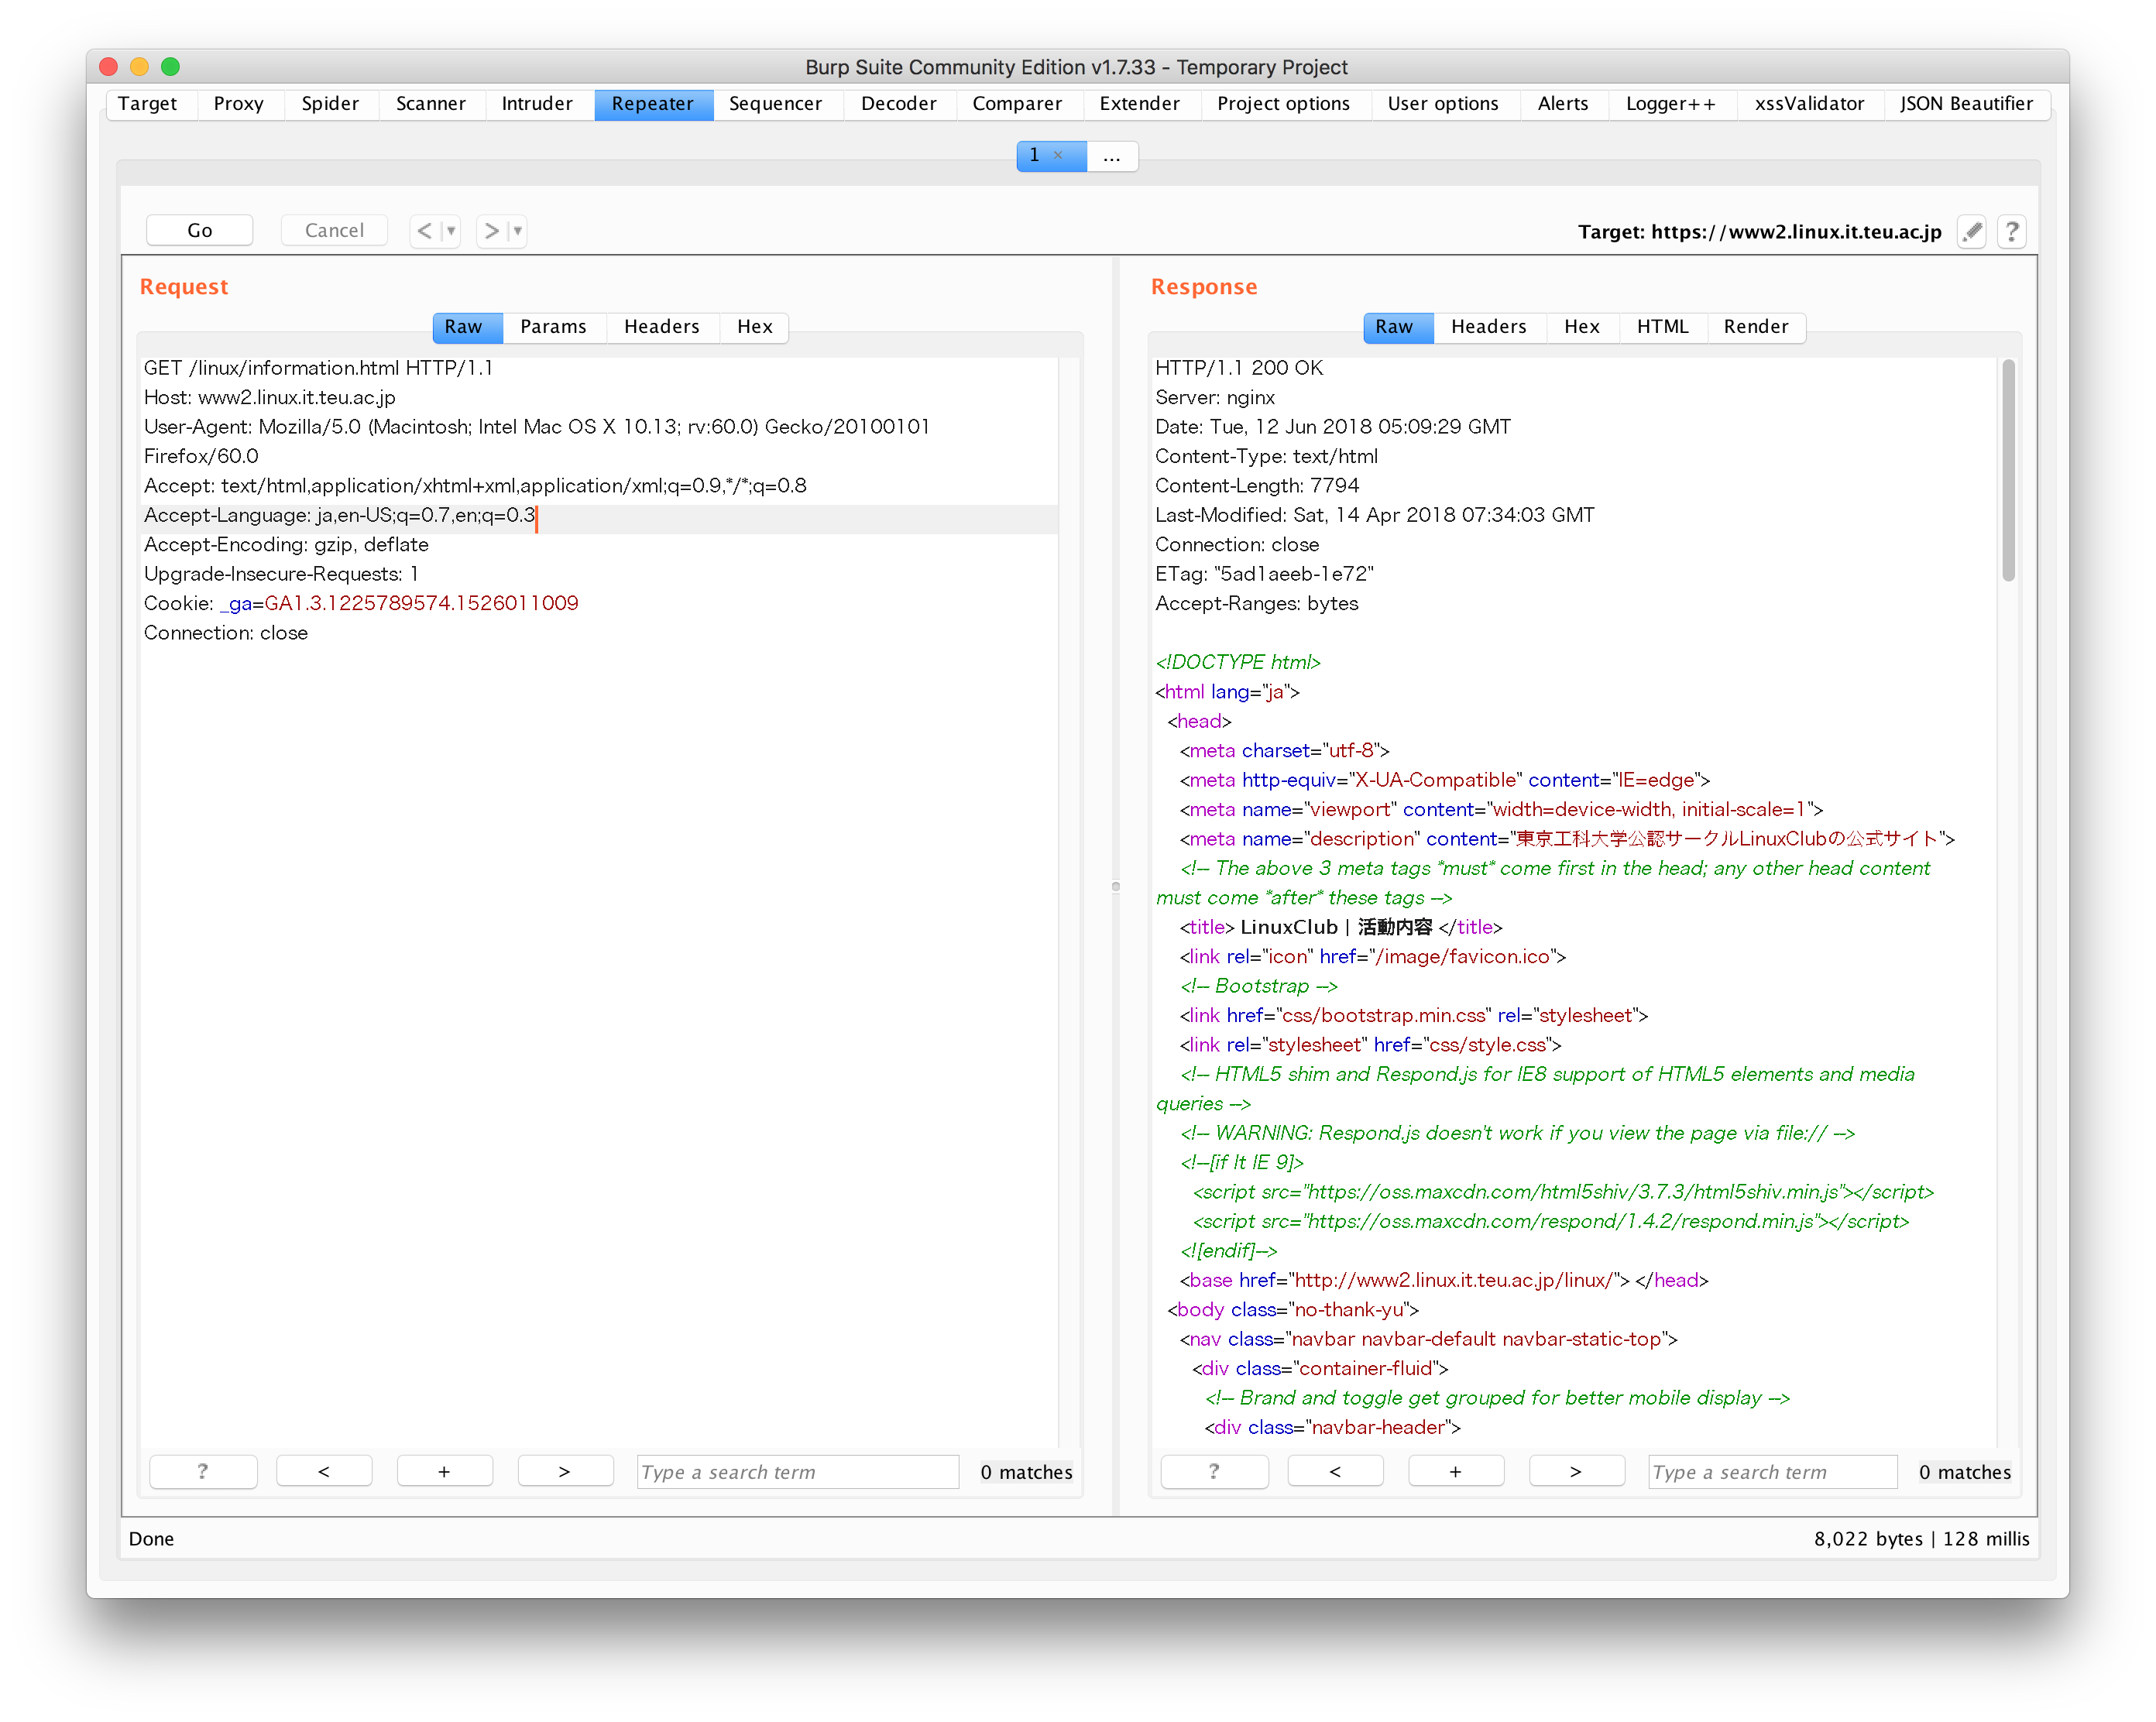 Burp Suite Community Edition v1.7.33 - Temporary Project
Target Proxy Spider Scanner Intruder Repeater Sequencer Decoder Comparer Extender Project options User options Alerts Logger++ xssValidator JSON Beautifier
1 × ...
Go Cancel < ▼ > ▼ Target: https://www2.linux.it.teu.ac.jp ?
Request
Raw Params Headers Hex
GET /linux/information.html HTTP/1.1
Host: www2.linux.it.teu.ac.jp
User-Agent: Mozilla/5.0 (Macintosh; Intel Mac OS X 10.13; rv:60.0) Gecko/20100101
Firefox/60.0
Accept: text/html,application/xhtml+xml,application/xml;q=0.9,*/*;q=0.8
Accept-Language: ja,en-US;q=0.7,en;q=0.3
Accept-Encoding: gzip, deflate
Upgrade-Insecure-Requests: 1
Cookie: _ga=GA1.3.1225789574.1526011009
Connection: close
? < + > Type a search term 0 matches
Response
Raw Headers Hex HTML Render
HTTP/1.1 200 OK
Server: nginx
Date: Tue, 12 Jun 2018 05:09:29 GMT
Content-Type: text/html
Content-Length: 7794
Last-Modified: Sat, 14 Apr 2018 07:34:03 GMT
Connection: close
ETag: "5ad1aeeb-1e72"
Accept-Ranges: bytes
<!DOCTYPE html>
<html lang="ja">
<head>
<meta charset="utf-8">
<meta http-equiv="X-UA-Compatible" content="IE=edge">
<meta name="viewport" content="width=device-width, initial-scale=1">
<meta name="description" content="東京工科大学公認サークルLinuxClubの公式サイト">
<!-- The above 3 meta tags *must* come first in the head; any other head content
must come *after* these tags -->
<title> LinuxClub | 活動内容 </title>
<link rel="icon" href="/image/favicon.ico">
<!-- Bootstrap -->
<link href="css/bootstrap.min.css" rel="stylesheet">
<link rel="stylesheet" href="css/style.css">
<!-- HTML5 shim and Respond.js for IE8 support of HTML5 elements and media
queries -->
<!-- WARNING: Respond.js doesn't work if you view the page via file:// -->
<!--[if lt IE 9]>
<script src="https://oss.maxcdn.com/html5shiv/3.7.3/html5shiv.min.js"></script>
<script src="https://oss.maxcdn.com/respond/1.4.2/respond.min.js"></script>
<![endif]-->
<base href="http://www2.linux.it.teu.ac.jp/linux/"> </head>
<body class="no-thank-yu">
<nav class="navbar navbar-default navbar-static-top">
<div class="container-fluid">
<!-- Brand and toggle get grouped for better mobile display -->
<div class="navbar-header">
? < + > Type a search term 0 matches
Done 8,022 bytes | 128 millis